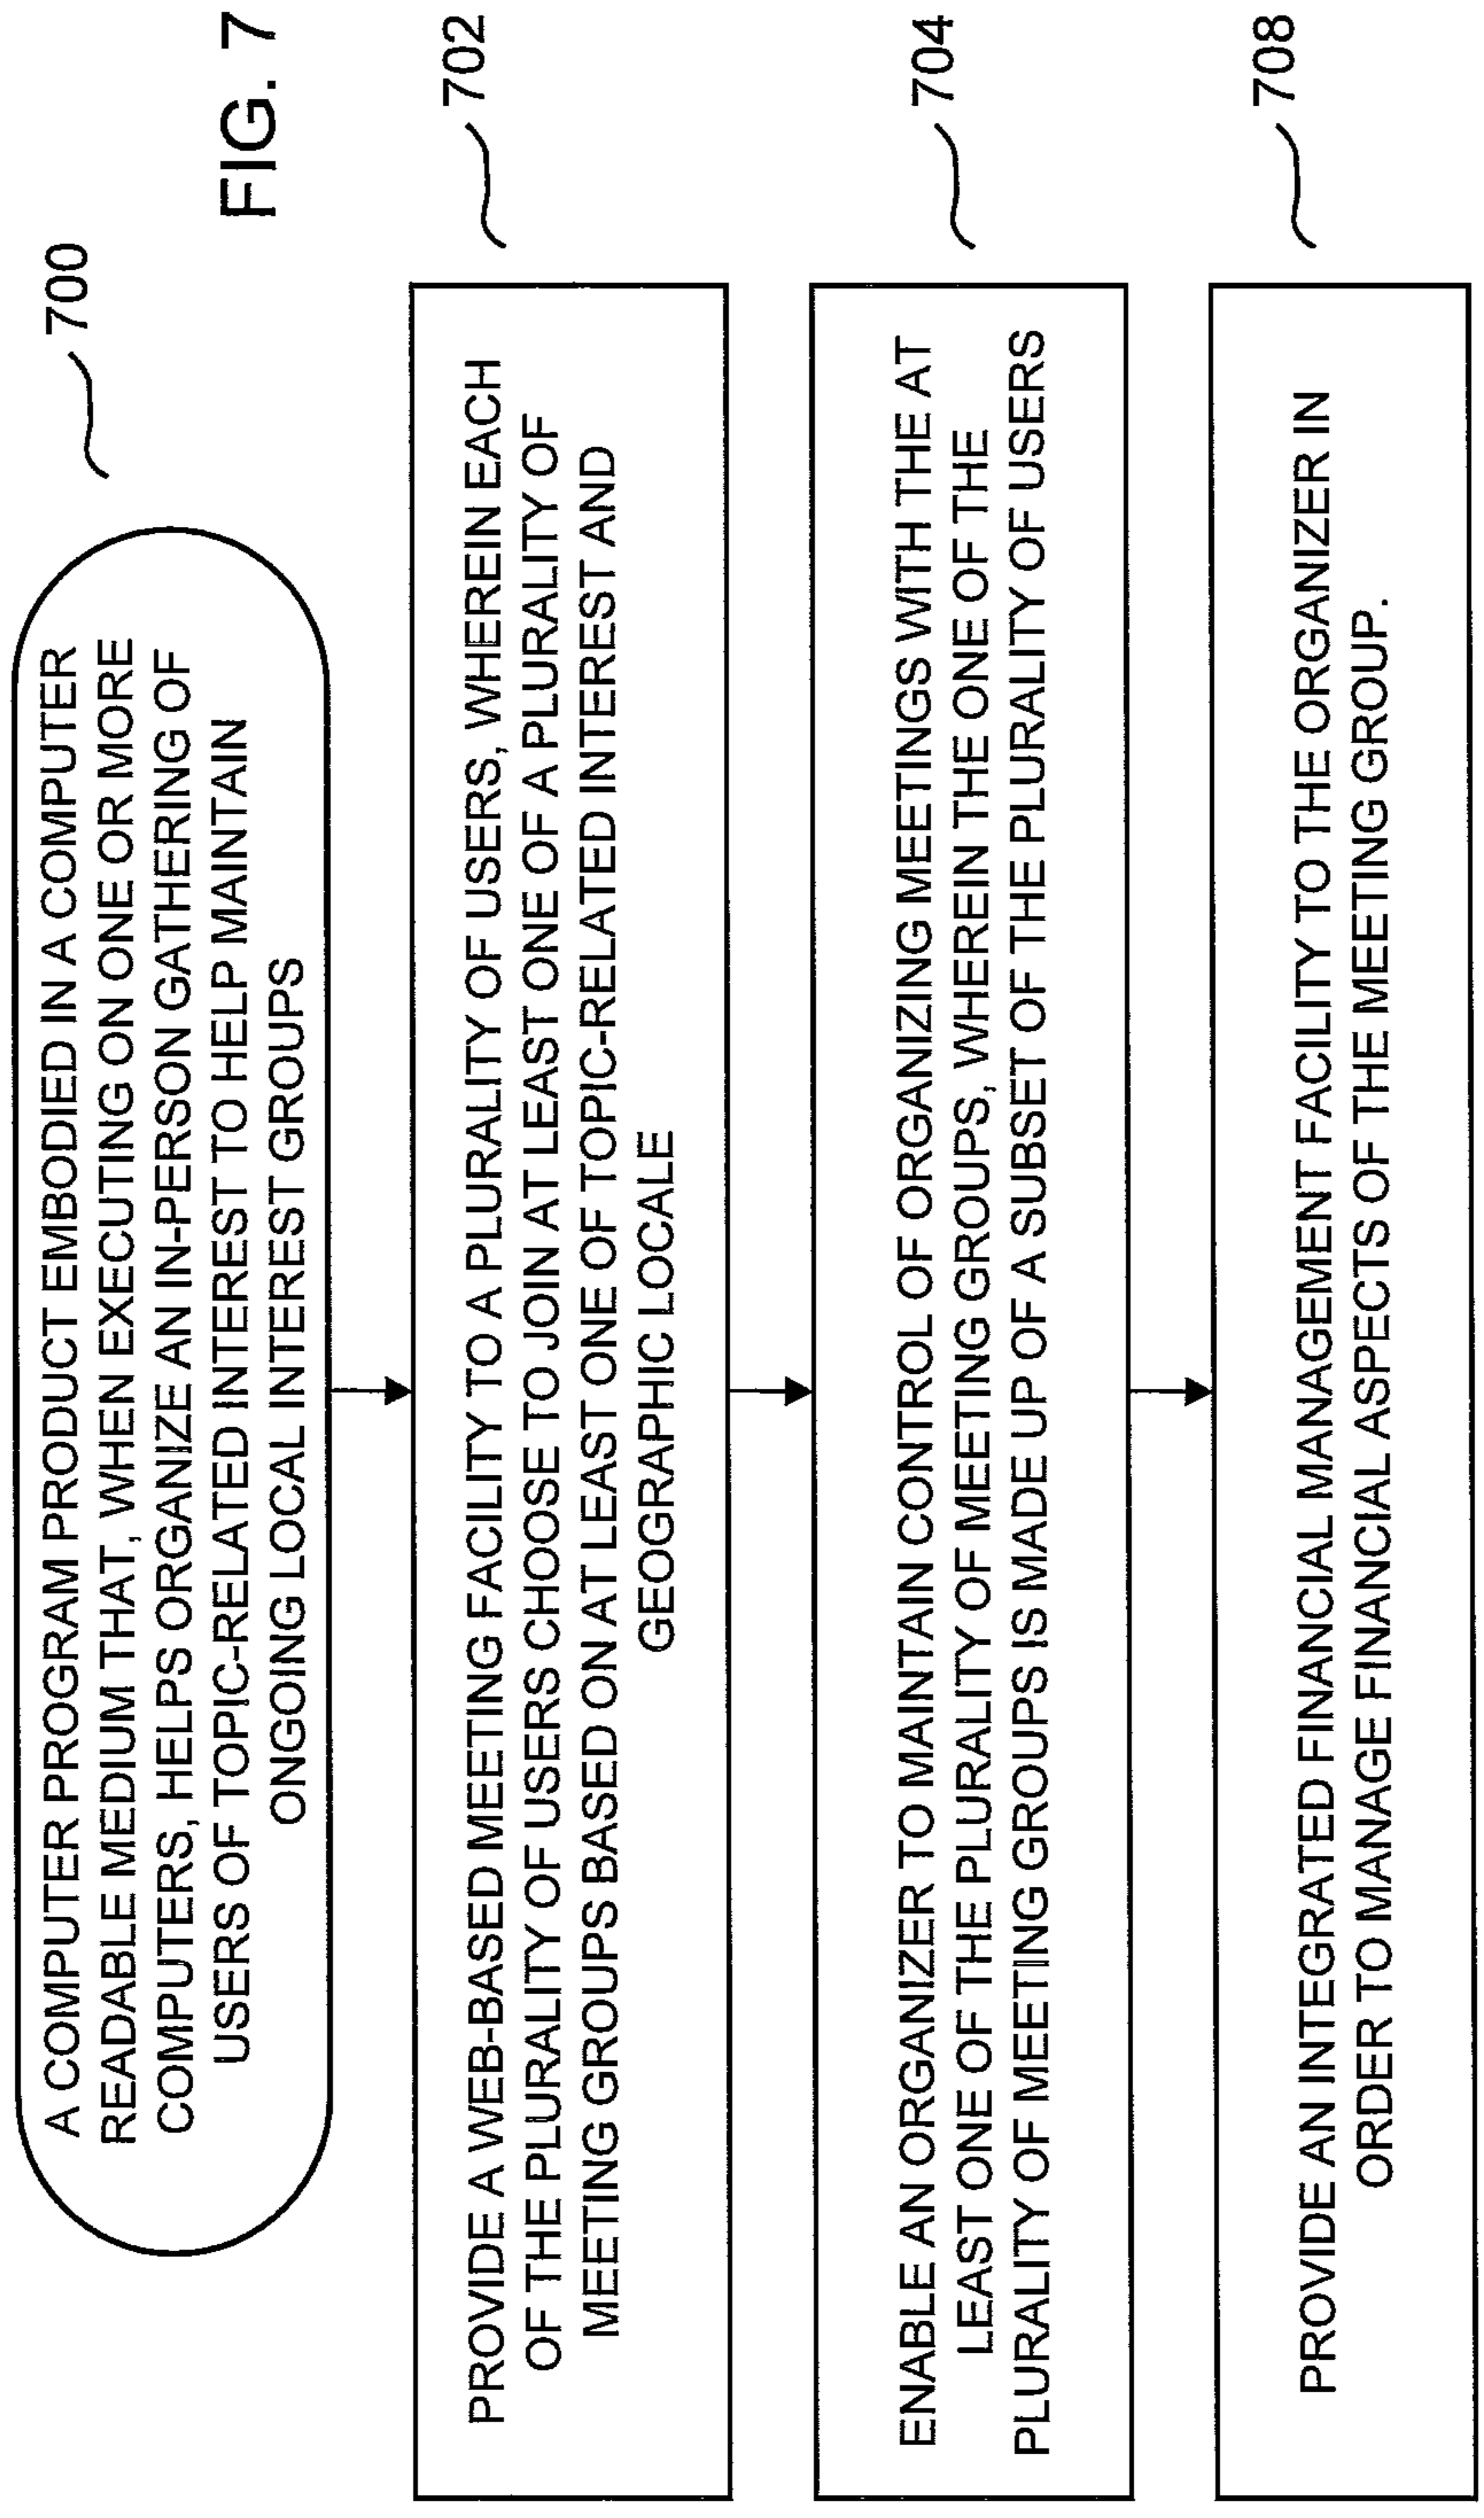 FIG. 7
700
A COMPUTER PROGRAM PRODUCT EMBODIED IN A COMPUTER
READABLE MEDIUM THAT, WHEN EXECUTING ON ONE OR MORE
COMPUTERS, HELPS ORGANIZE AN IN-PERSON GATHERING OF
USERS OF TOPIC-RELATED INTEREST TO HELP MAINTAIN
ONGOING LOCAL INTEREST GROUPS
702
PROVIDE A WEB-BASED MEETING FACILITY TO A PLURALITY OF USERS, WHEREIN EACH
OF THE PLURALITY OF USERS CHOOSE TO JOIN AT LEAST ONE OF A PLURALITY OF
MEETING GROUPS BASED ON AT LEAST ONE OF TOPIC-RELATED INTEREST AND
GEOGRAPHIC LOCALE
704
ENABLE AN ORGANIZER TO MAINTAIN CONTROL OF ORGANIZING MEETINGS WITH THE AT
LEAST ONE OF THE PLURALITY OF MEETING GROUPS, WHEREIN THE ONE OF THE
PLURALITY OF MEETING GROUPS IS MADE UP OF A SUBSET OF THE PLURALITY OF USERS
708
PROVIDE AN INTEGRATED FINANCIAL MANAGEMENT FACILITY TO THE ORGANIZER IN
ORDER TO MANAGE FINANCIAL ASPECTS OF THE MEETING GROUP.